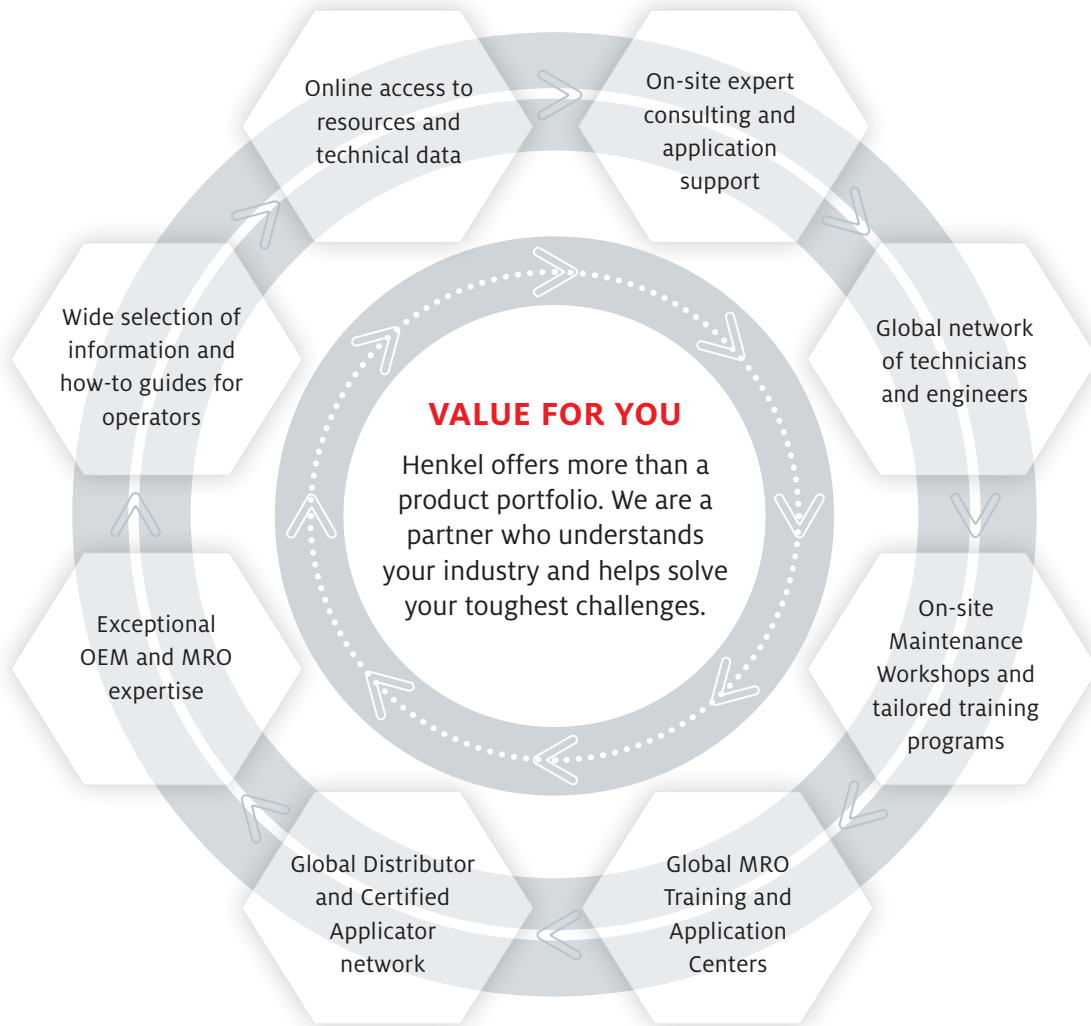 Online access to
resources and
technical data
On-site expert
consulting and
application
support
Global network
of technicians
and engineers
On-site
Maintenance
Workshops and
tailored training
programs
Global MRO
Training and
Application
Centers
Global Distributor
and Certified
Applicator
network
Exceptional
OEM and MRO
expertise
Wide selection of
information and
how-to guides for
operators
VALUE FOR YOU
Henkel offers more than a
product portfolio. We are a
partner who understands
your industry and helps solve
your toughest challenges.